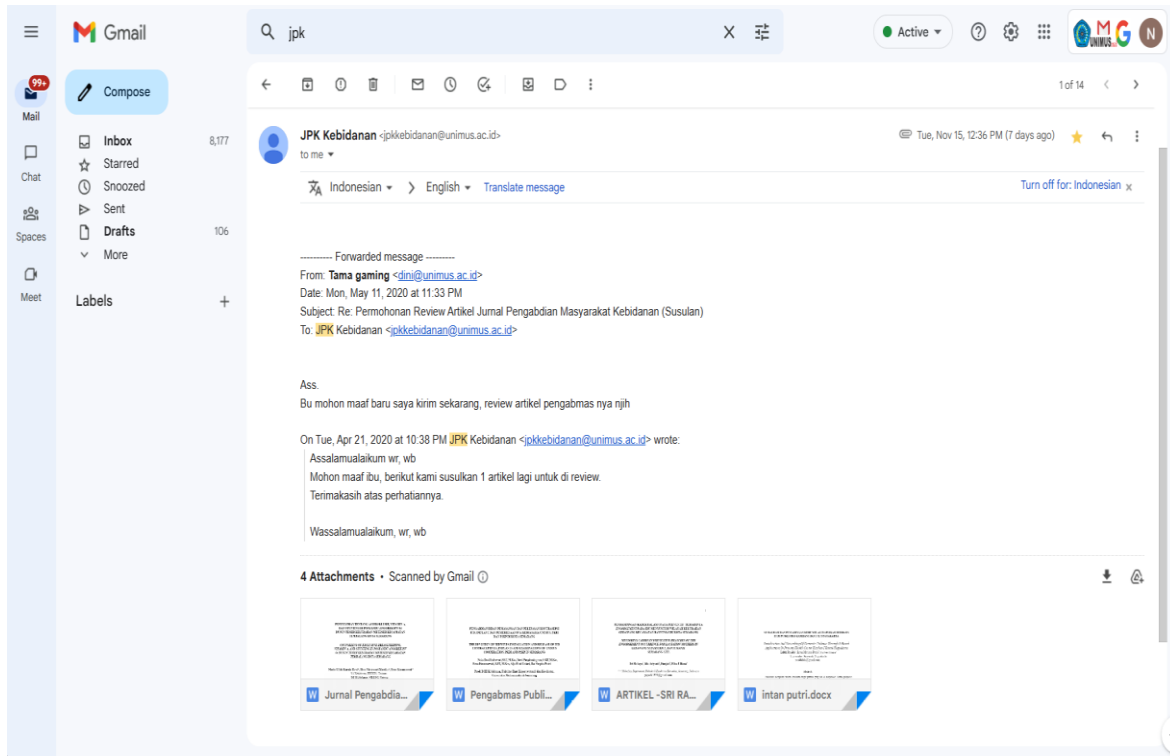 Gmail
jpk
Active
UNIMUS
G
N
99+
Mail
Chat
Spaces
Meet
Compose
Inbox 8,177
Starred
Snoozed
Sent
Drafts 106
More
Labels
1 of 14
JPK Kebidanan <jpkkebidanan@unimus.ac.id>
Tue, Nov 15, 12:36 PM (7 days ago)
to me
Indonesian > English Translate message
Turn off for: Indonesian x
---------- Forwarded message ---------
From: Tama gaming <dini@unimus.ac.id>
Date: Mon, May 11, 2020 at 11:33 PM
Subject: Re: Permohonan Review Artikel Jurnal Pengabdian Masyarakat Kebidanan (Susulan)
To: JPK Kebidanan <jpkkebidanan@unimus.ac.id>
Ass.
Bu mohon maaf baru saya kirim sekarang, review artikel pengabmas nya njih
On Tue, Apr 21, 2020 at 10:38 PM JPK Kebidanan <jpkkebidanan@unimus.ac.id> wrote:
Assalamualaikum wr, wb
Mohon maaf ibu, berikut kami susulkan 1 artikel lagi untuk di review.
Terimakasih atas perhatiannya.
Wassalamualaikum, wr, wb
4 Attachments • Scanned by Gmail
W Jurnal Pengabdia...
W Pengabmas Publi...
W ARTIKEL -SRI RA...
W intan putri.docx